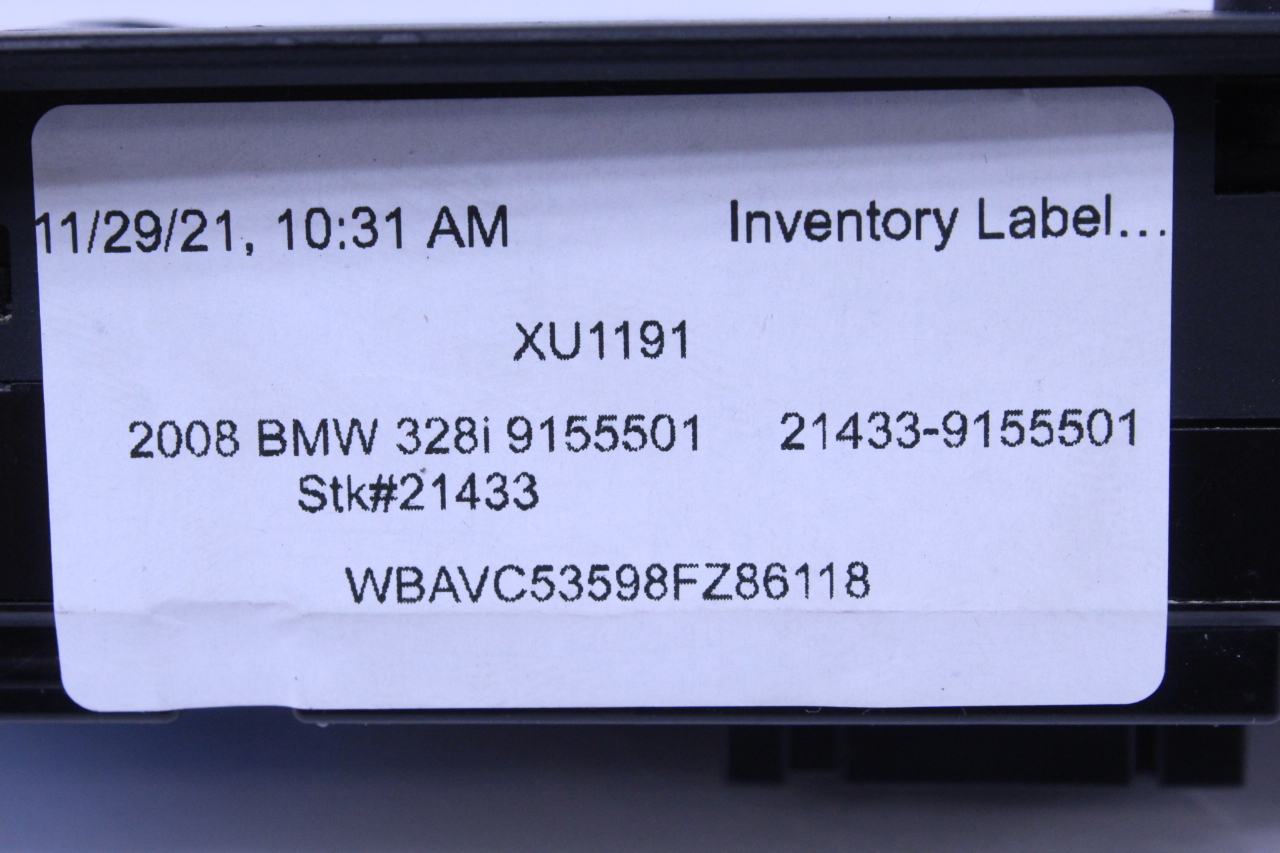 11/29/21, 10:31 AM Inventory Label...
XU1191
2008 BMW 328i 9155501 21433-9155501
Stk#21433
WBAVC53598FZ86118